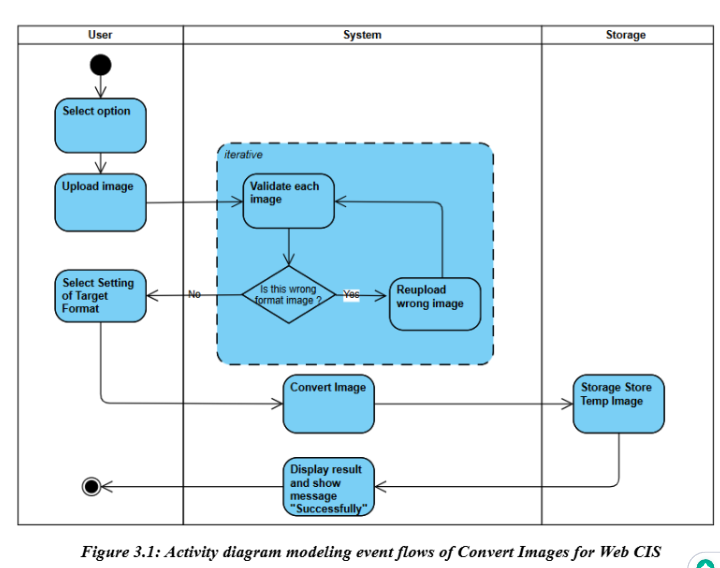 User
System
Storage
Select option
iterative
Upload image
Validate each
image
Select Setting
of Target
Format
No
Is this wrong
format image ?
Yes
Reupload
wrong image
Convert Image
Storage Store
Temp Image
Display result
and show
message
"Successfully"
Figure 3.1: Activity diagram modeling event flows of Convert Images for Web CIS